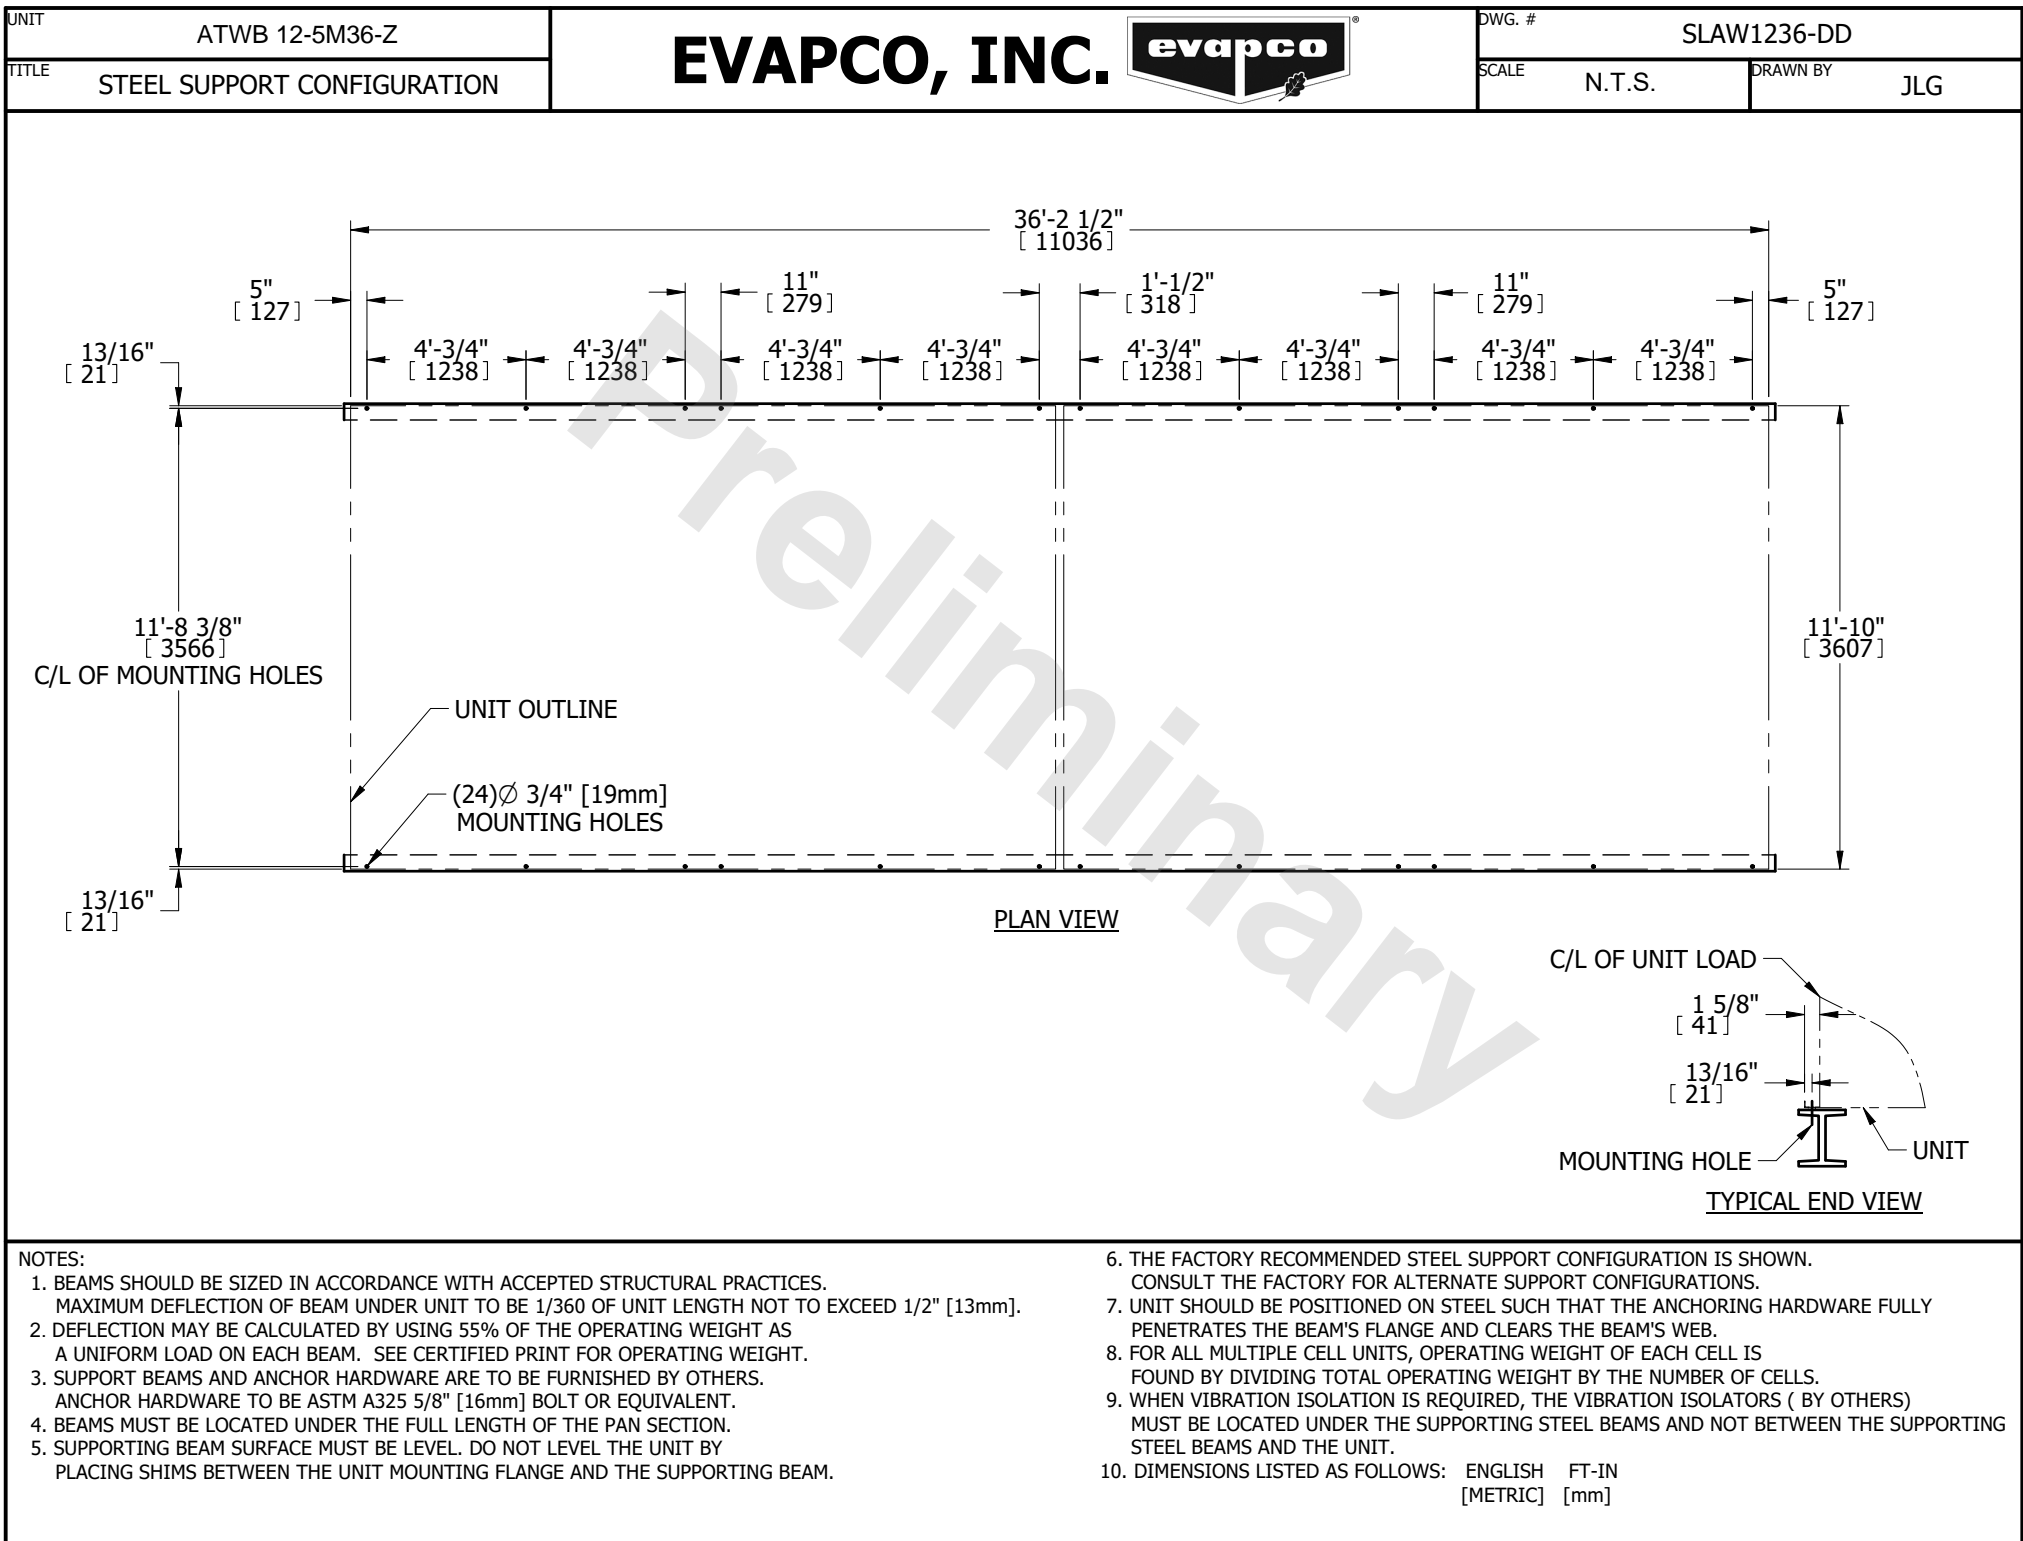 UNIT
ATWB 12-5M36-Z
TITLE
STEEL SUPPORT CONFIGURATION
EVAPCO, INC.
evapco
®
DWG. #
SLAW1236-DD
SCALE
N.T.S.
DRAWN BY
JLG
36'-2 1/2"
[ 11036 ]
5"
[ 127 ]
11"
[ 279 ]
1'-1/2"
[ 318 ]
11"
[ 279 ]
5"
[ 127 ]
13/16"
[ 21 ]
4'-3/4"
[ 1238 ]
4'-3/4"
[ 1238 ]
4'-3/4"
[ 1238 ]
4'-3/4"
[ 1238 ]
4'-3/4"
[ 1238 ]
4'-3/4"
[ 1238 ]
4'-3/4"
[ 1238 ]
4'-3/4"
[ 1238 ]
11'-8 3/8"
[ 3566 ]
C/L OF MOUNTING HOLES
11'-10"
[ 3607 ]
UNIT OUTLINE
(24)∅ 3/4" [19mm]
MOUNTING HOLES
13/16"
[ 21 ]
PLAN VIEW
Preliminary
C/L OF UNIT LOAD
1 5/8"
[ 41 ]
13/16"
[ 21 ]
MOUNTING HOLE
UNIT
TYPICAL END VIEW
NOTES:
1. BEAMS SHOULD BE SIZED IN ACCORDANCE WITH ACCEPTED STRUCTURAL PRACTICES.
MAXIMUM DEFLECTION OF BEAM UNDER UNIT TO BE 1/360 OF UNIT LENGTH NOT TO EXCEED 1/2" [13mm].
2. DEFLECTION MAY BE CALCULATED BY USING 55% OF THE OPERATING WEIGHT AS
A UNIFORM LOAD ON EACH BEAM. SEE CERTIFIED PRINT FOR OPERATING WEIGHT.
3. SUPPORT BEAMS AND ANCHOR HARDWARE ARE TO BE FURNISHED BY OTHERS.
ANCHOR HARDWARE TO BE ASTM A325 5/8" [16mm] BOLT OR EQUIVALENT.
4. BEAMS MUST BE LOCATED UNDER THE FULL LENGTH OF THE PAN SECTION.
5. SUPPORTING BEAM SURFACE MUST BE LEVEL. DO NOT LEVEL THE UNIT BY
PLACING SHIMS BETWEEN THE UNIT MOUNTING FLANGE AND THE SUPPORTING BEAM.
6. THE FACTORY RECOMMENDED STEEL SUPPORT CONFIGURATION IS SHOWN.
CONSULT THE FACTORY FOR ALTERNATE SUPPORT CONFIGURATIONS.
7. UNIT SHOULD BE POSITIONED ON STEEL SUCH THAT THE ANCHORING HARDWARE FULLY
PENETRATES THE BEAM'S FLANGE AND CLEARS THE BEAM'S WEB.
8. FOR ALL MULTIPLE CELL UNITS, OPERATING WEIGHT OF EACH CELL IS
FOUND BY DIVIDING TOTAL OPERATING WEIGHT BY THE NUMBER OF CELLS.
9. WHEN VIBRATION ISOLATION IS REQUIRED, THE VIBRATION ISOLATORS ( BY OTHERS)
MUST BE LOCATED UNDER THE SUPPORTING STEEL BEAMS AND NOT BETWEEN THE SUPPORTING
STEEL BEAMS AND THE UNIT.
10. DIMENSIONS LISTED AS FOLLOWS: ENGLISH FT-IN
[METRIC] [mm]